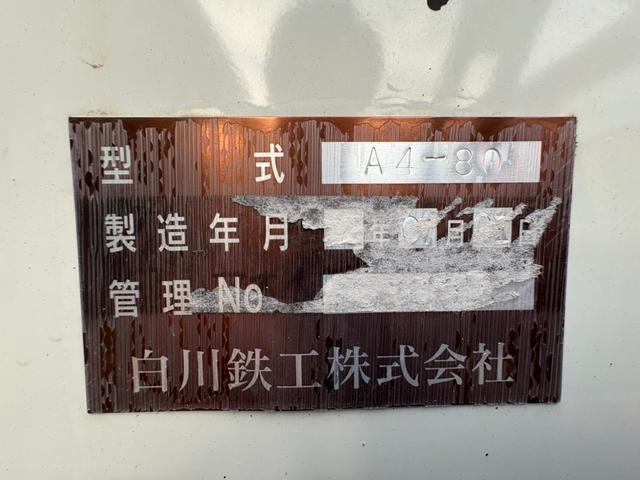 型 式 A4-80
製造年月 年 月 日
管理No
白川鉄工株式会社